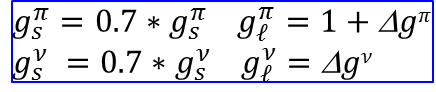 g_s^π = 0.7 * g_s^π g_ℓ^π = 1 + Δg^π
g_s^ν = 0.7 * g_s^ν g_ℓ^ν = Δg^ν